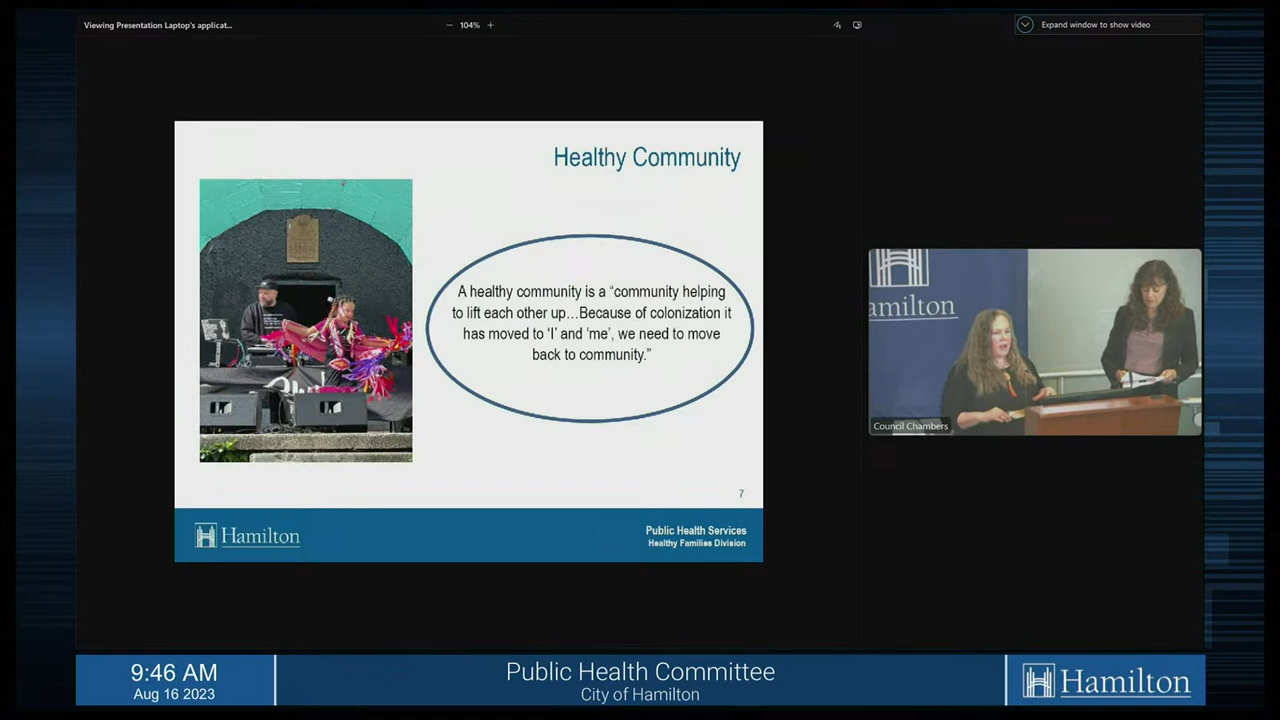 Viewing Presentation Laptop's applicat...
104%
Expand window to show video
Healthy Community
A healthy community is a “community helping
to lift each other up…Because of colonization it
has moved to ‘I’ and ‘me’, we need to move
back to community.”
7
Hamilton
Public Health Services
Healthy Families Division
amilton
Council Chambers
9:46 AM
Aug 16 2023
Public Health Committee
City of Hamilton
Hamilton